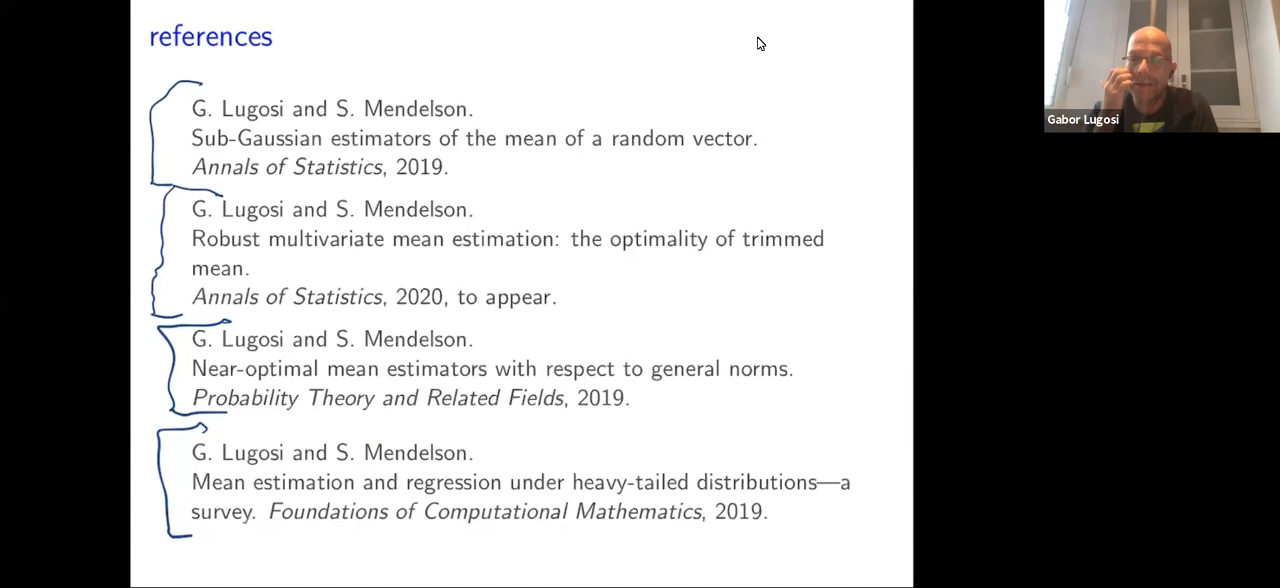 references
G. Lugosi and S. Mendelson.
Sub-Gaussian estimators of the mean of a random vector.
Annals of Statistics, 2019.
G. Lugosi and S. Mendelson.
Robust multivariate mean estimation: the optimality of trimmed
mean.
Annals of Statistics, 2020, to appear.
G. Lugosi and S. Mendelson.
Near-optimal mean estimators with respect to general norms.
Probability Theory and Related Fields, 2019.
G. Lugosi and S. Mendelson.
Mean estimation and regression under heavy-tailed distributions—a
survey. Foundations of Computational Mathematics, 2019.
Gabor Lugosi